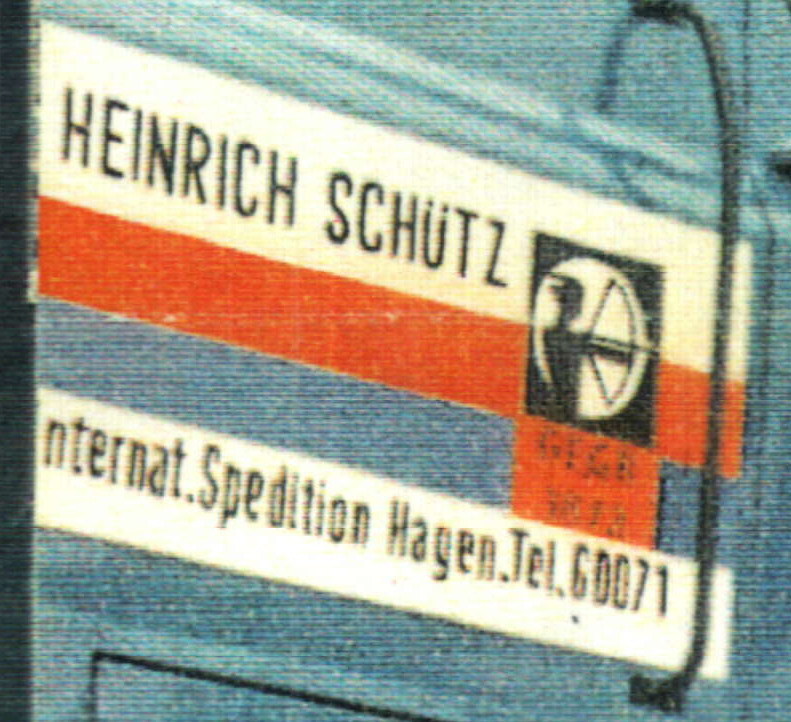 HEINRICH SCHÜTZ
nternat.Spedition Hagen.Tel.60071